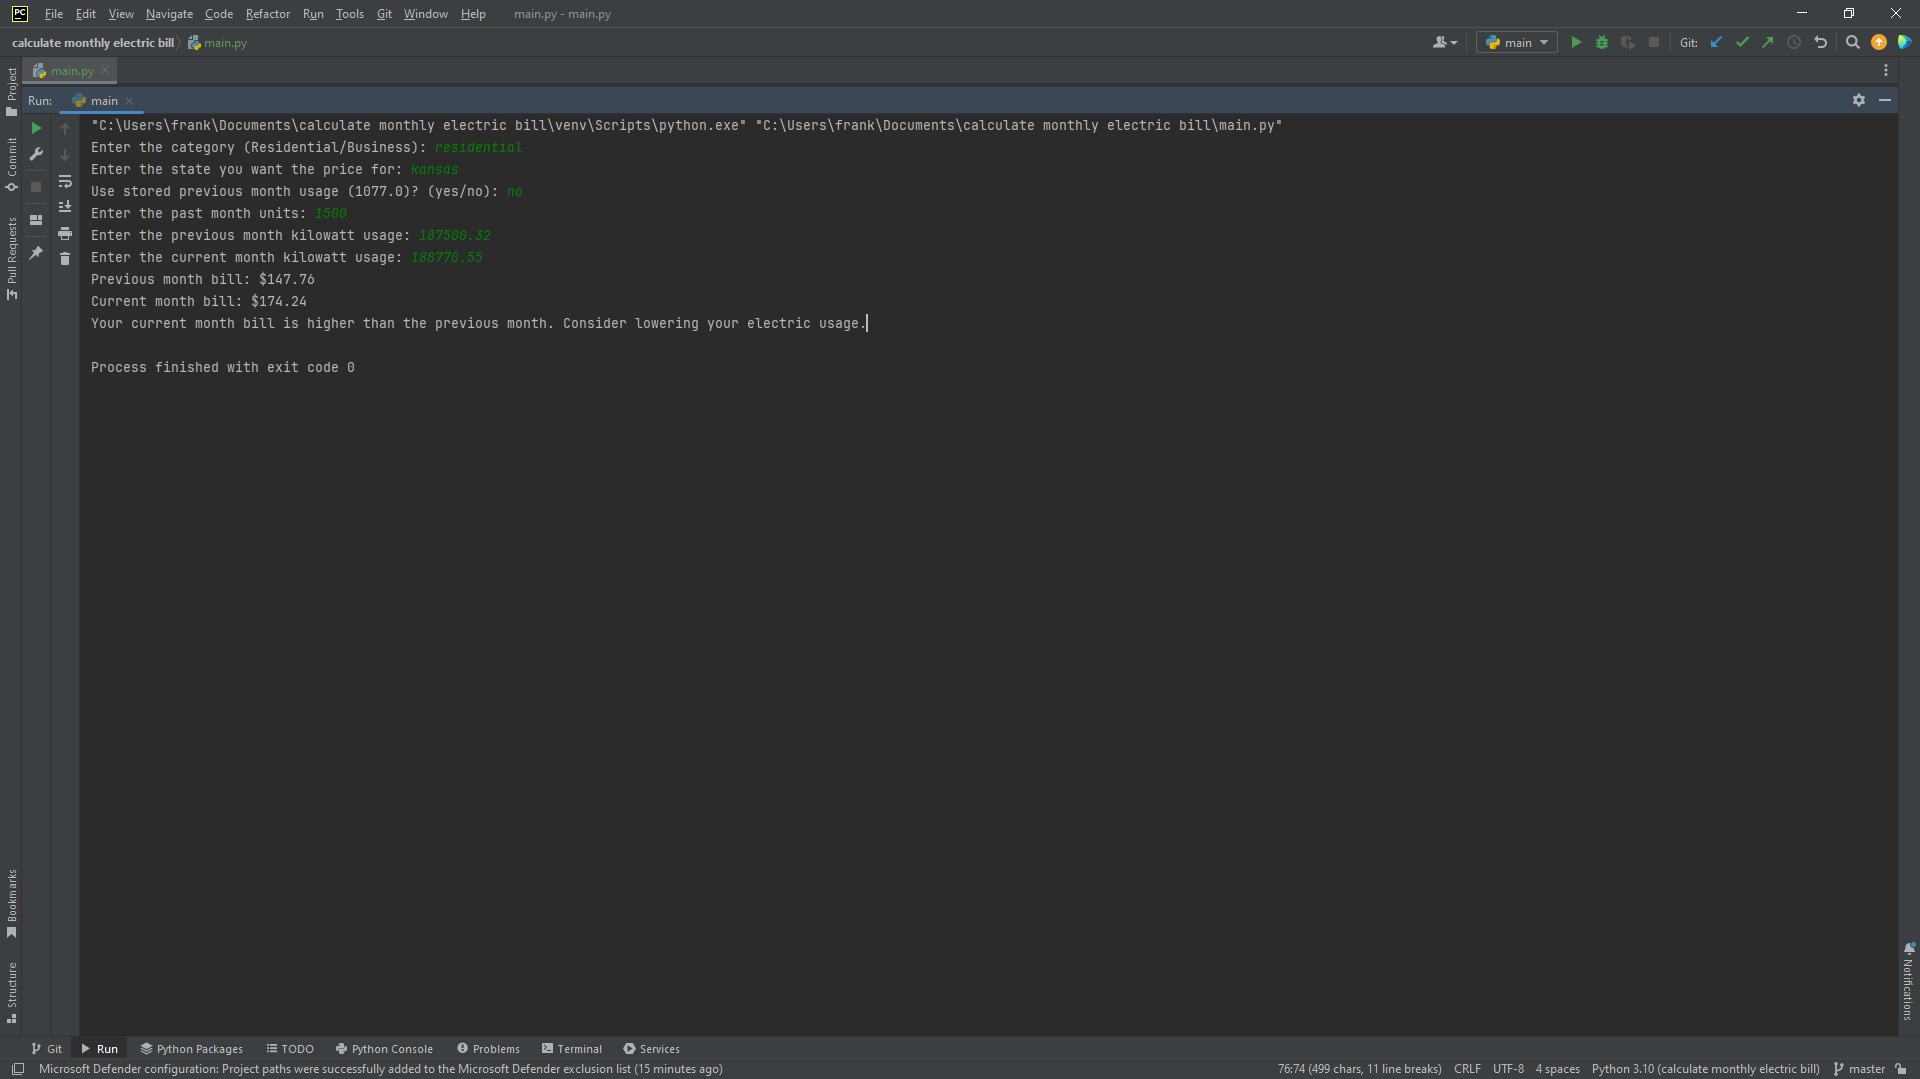 PC File Edit View Navigate Code Refactor Run Tools Git Window Help main.py - main.py
calculate monthly electric bill main.py main Git:
main.py
Run: main
"C:\Users\frank\Documents\calculate monthly electric bill\venv\Scripts\python.exe" "C:\Users\frank\Documents\calculate monthly electric bill\main.py"
Enter the category (Residential/Business): residential
Enter the state you want the price for: kansas
Use stored previous month usage (1077.0)? (yes/no): no
Enter the past month units: 1500
Enter the previous month kilowatt usage: 187500.32
Enter the current month kilowatt usage: 188770.55
Previous month bill: $147.76
Current month bill: $174.24
Your current month bill is higher than the previous month. Consider lowering your electric usage.
Process finished with exit code 0
Project
Commit
Pull Requests
Bookmarks
Structure
Notifications
Git Run Python Packages TODO Python Console Problems Terminal Services
Microsoft Defender configuration: Project paths were successfully added to the Microsoft Defender exclusion list (15 minutes ago) 76:74 (499 chars, 11 line breaks) CRLF UTF-8 4 spaces Python 3.10 (calculate monthly electric bill) master